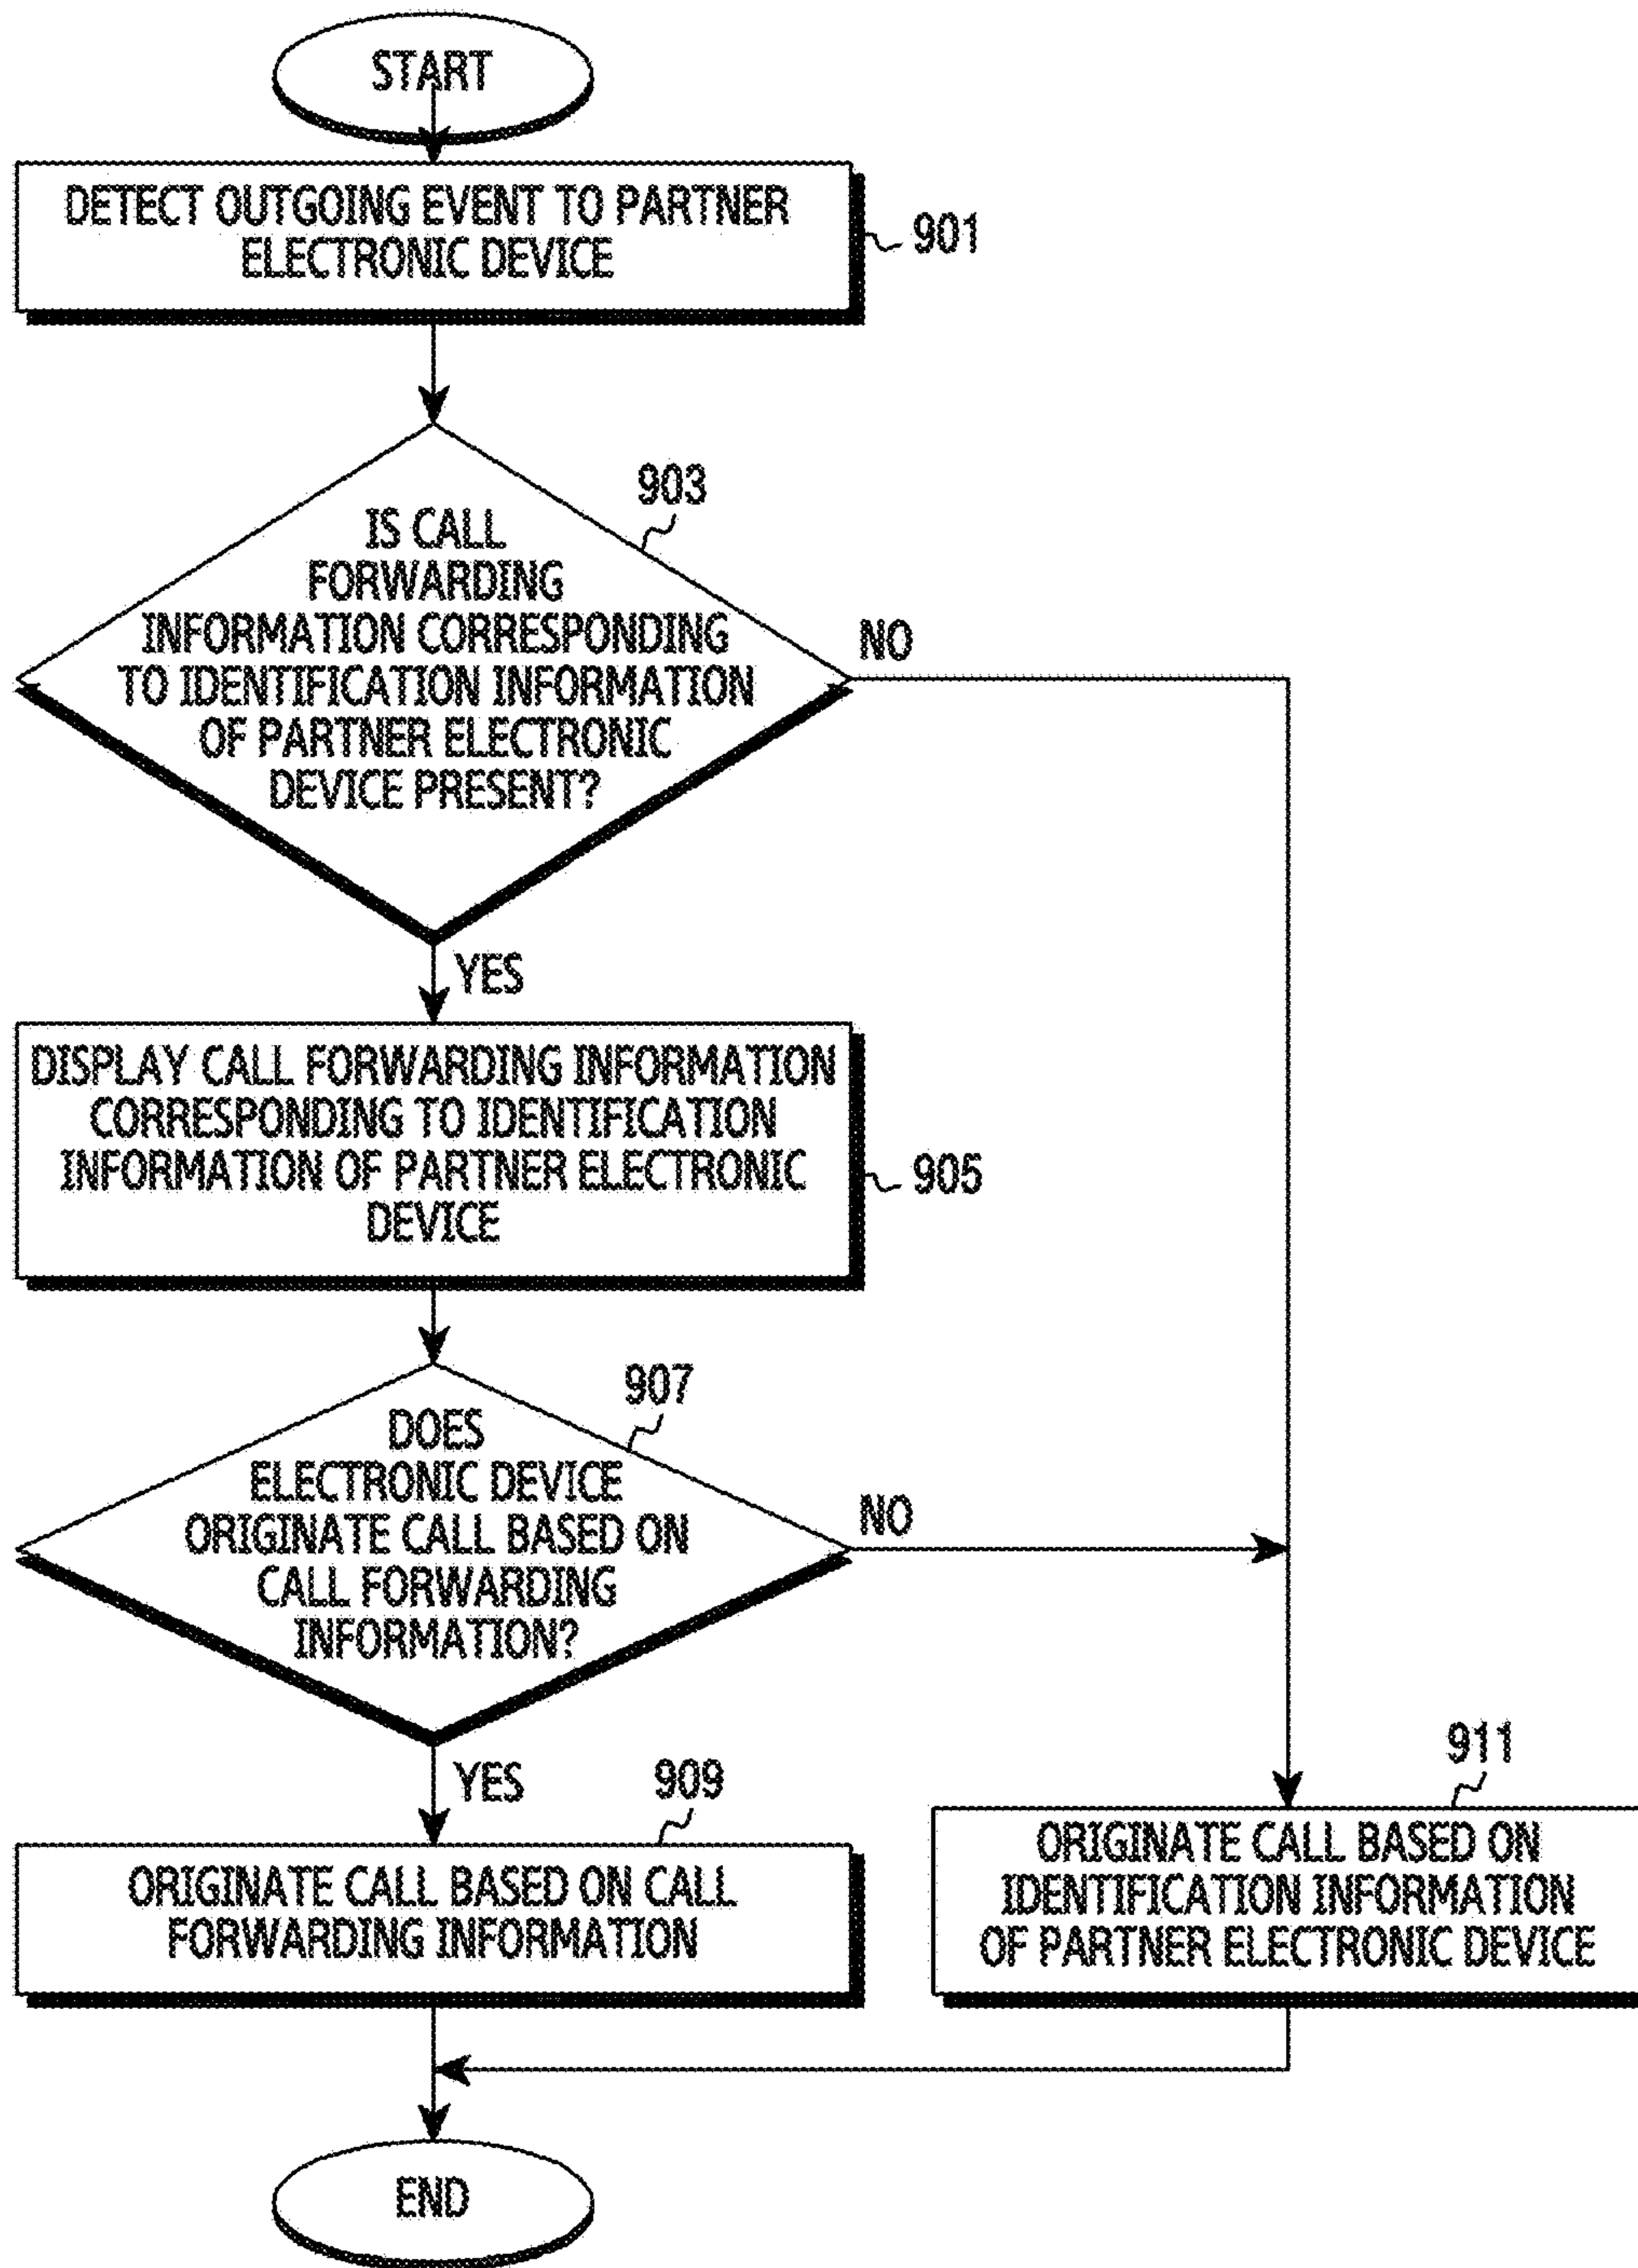 START
DETECT OUTGOING EVENT TO PARTNER
ELECTRONIC DEVICE
901
903
IS CALL
FORWARDING
INFORMATION CORRESPONDING
TO IDENTIFICATION INFORMATION
OF PARTNER ELECTRONIC
DEVICE PRESENT?
NO
YES
DISPLAY CALL FORWARDING INFORMATION
CORRESPONDING TO IDENTIFICATION
INFORMATION OF PARTNER ELECTRONIC
DEVICE
905
907
DOES
ELECTRONIC DEVICE
ORIGINATE CALL BASED ON
CALL FORWARDING
INFORMATION?
NO
YES
909
ORIGINATE CALL BASED ON CALL
FORWARDING INFORMATION
911
ORIGINATE CALL BASED ON
IDENTIFICATION INFORMATION
OF PARTNER ELECTRONIC DEVICE
END